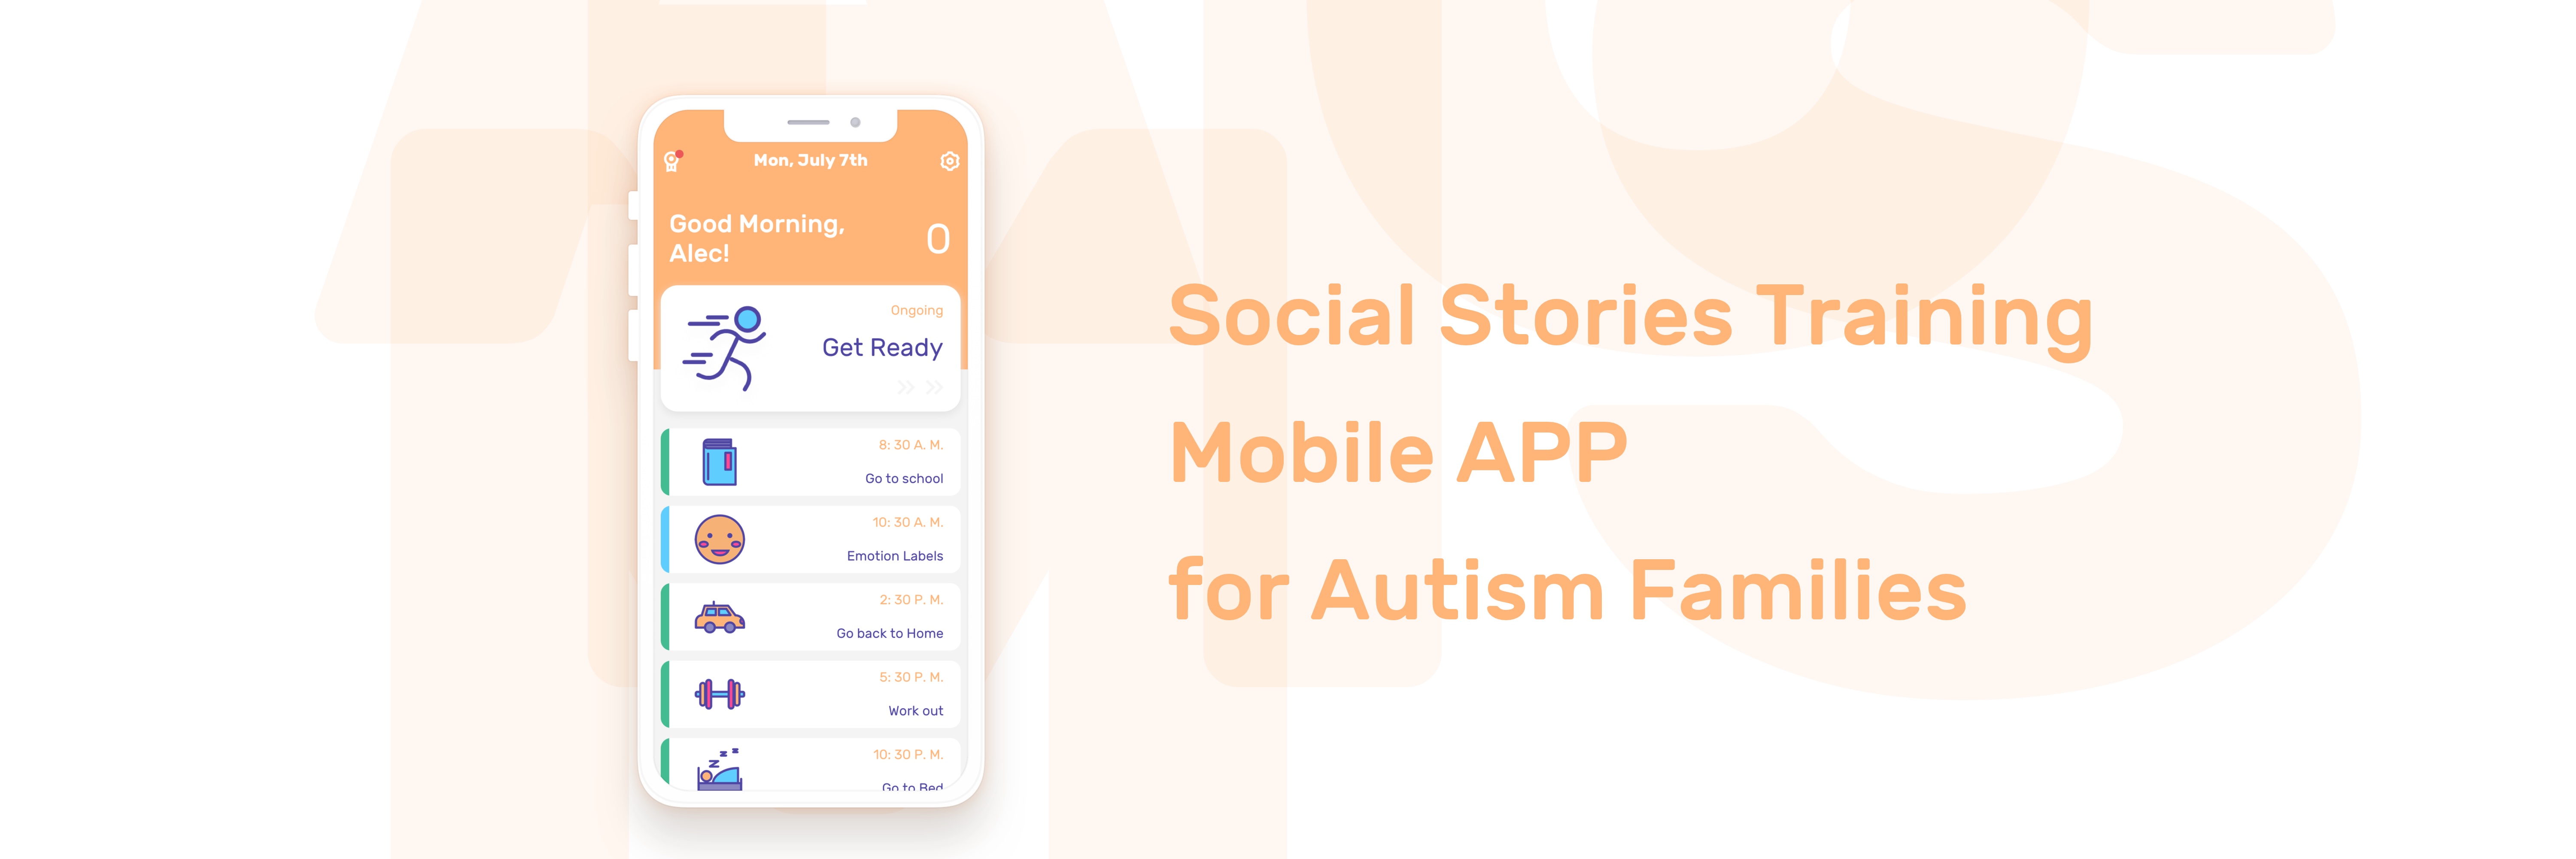 Mon, July 7th
Good Morning,
Alec!
0
Ongoing
Get Ready
8: 30 A. M.
Go to school
10: 30 A. M.
Emotion Labels
2: 30 P. M.
Go back to Home
5: 30 P. M.
Work out
10: 30 P. M.
Go to Bed
Social Stories Training
Mobile APP
for Autism Families